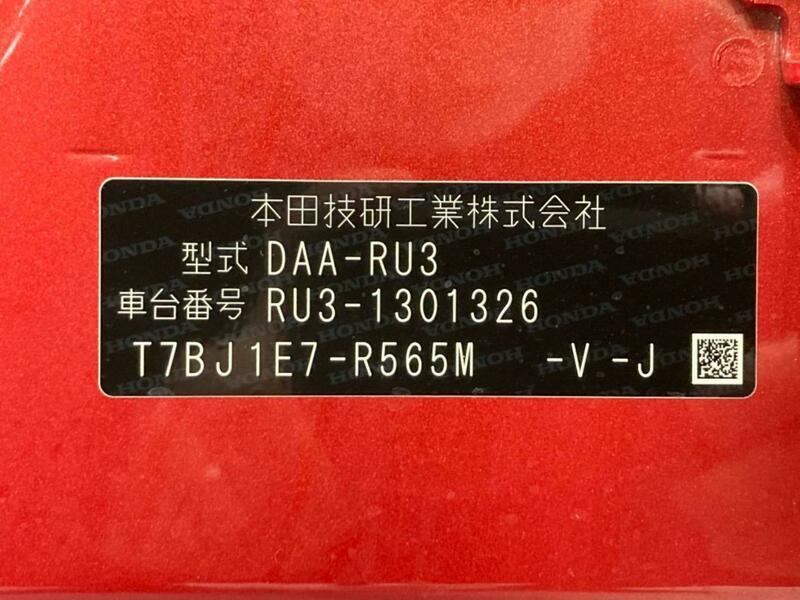 本田技研工業株式会社
型式 DAA-RU3
車台番号 RU3-1301326
T7BJ1E7-R565M -V-J